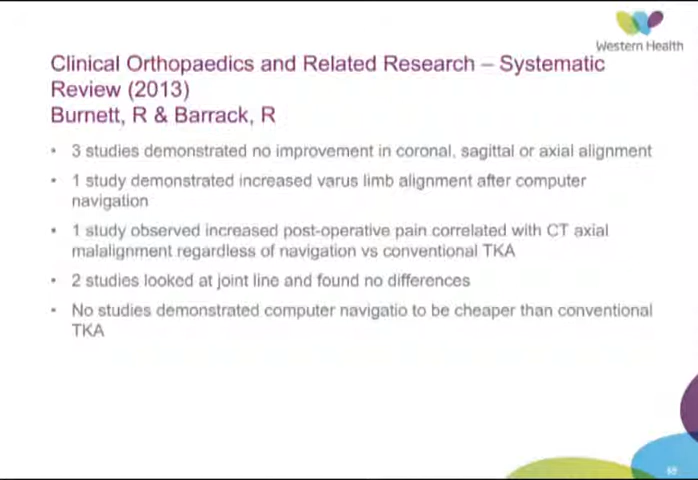 Western Health
Clinical Orthopaedics and Related Research – Systematic
Review (2013)
Burnett, R & Barrack, R
• 3 studies demonstrated no improvement in coronal, sagittal or axial alignment
• 1 study demonstrated increased varus limb alignment after computer
navigation
• 1 study observed increased post-operative pain correlated with CT axial
malalignment regardless of navigation vs conventional TKA
• 2 studies looked at joint line and found no differences
• No studies demonstrated computer navigatio to be cheaper than conventional
TKA